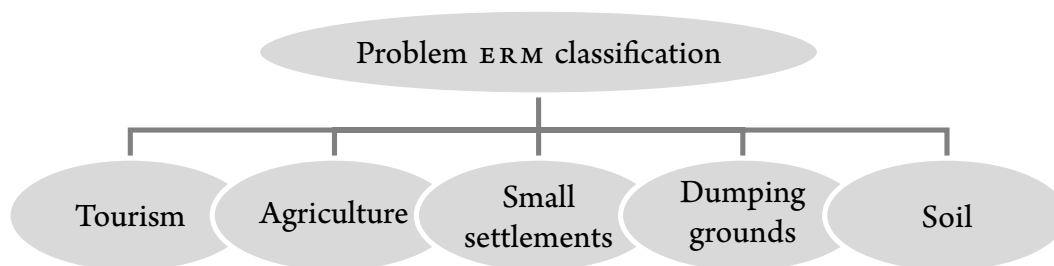 Problem ERM classification
Tourism
Agriculture
Small
settlements
Dumping
grounds
Soil